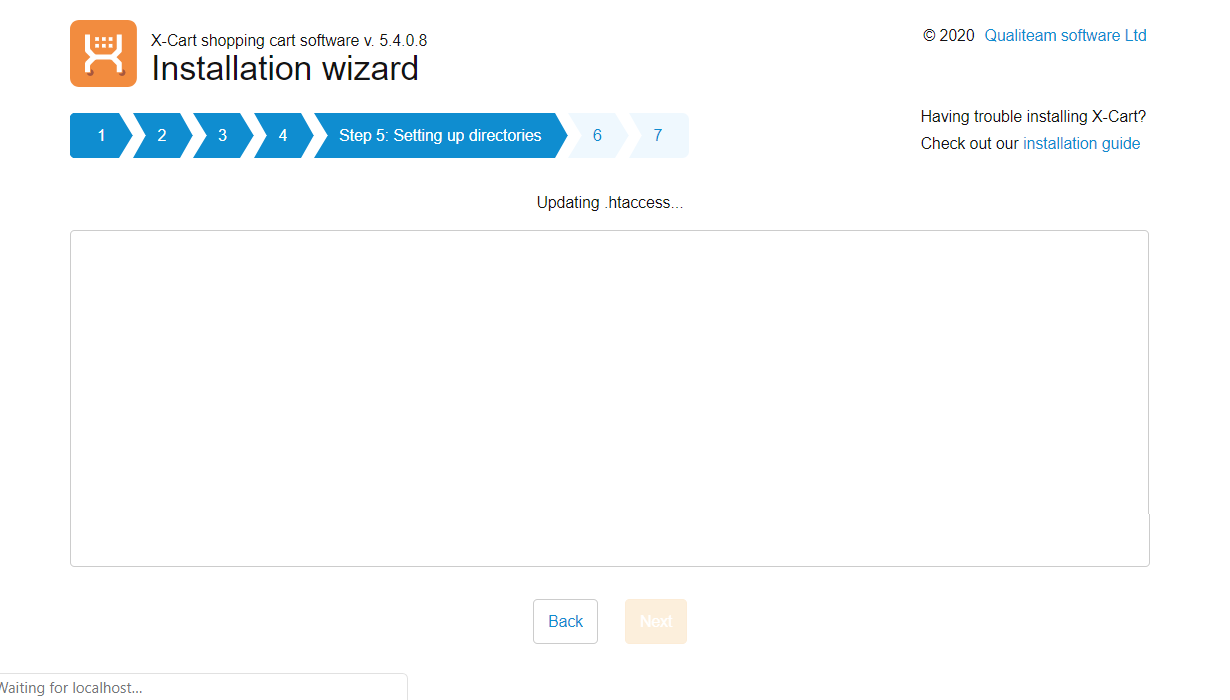 X-Cart shopping cart software v. 5.4.0.8
Installation wizard
© 2020 Qualiteam software Ltd
1 2 3 4 Step 5: Setting up directories 6 7
Having trouble installing X-Cart?
Check out our installation guide
Updating .htaccess...
Back Next
Waiting for localhost...